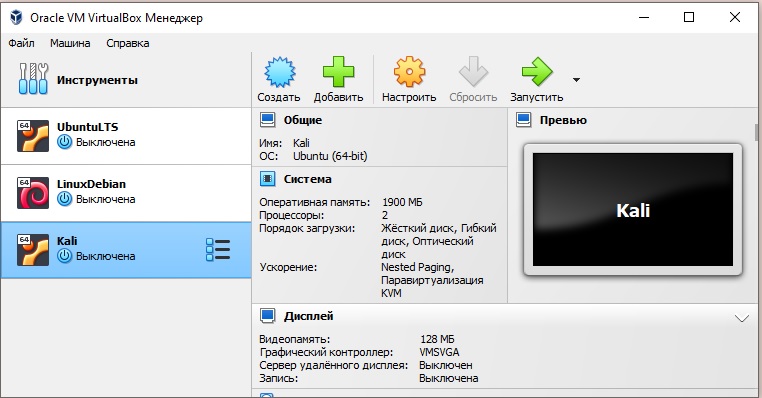 Oracle VM VirtualBox Менеджер
Файл Машина Справка
Инструменты
Создать Добавить Настроить Сбросить Запустить
64
UbuntuLTS
Выключена
64
LinuxDebian
Выключена
64
Kali
Выключена
Общие
Имя: Kali
ОС: Ubuntu (64-bit)
Система
Оперативная память: 1900 МБ
Процессоры: 2
Порядок загрузки: Жёсткий диск, Гибкий
диск, Оптический
диск
Ускорение: Nested Paging,
Паравиртуализация
KVM
Превью
Kali
Дисплей
Видеопамять: 128 МБ
Графический контроллер: VMSVGA
Сервер удалённого дисплея: Выключен
Запись: Выключена